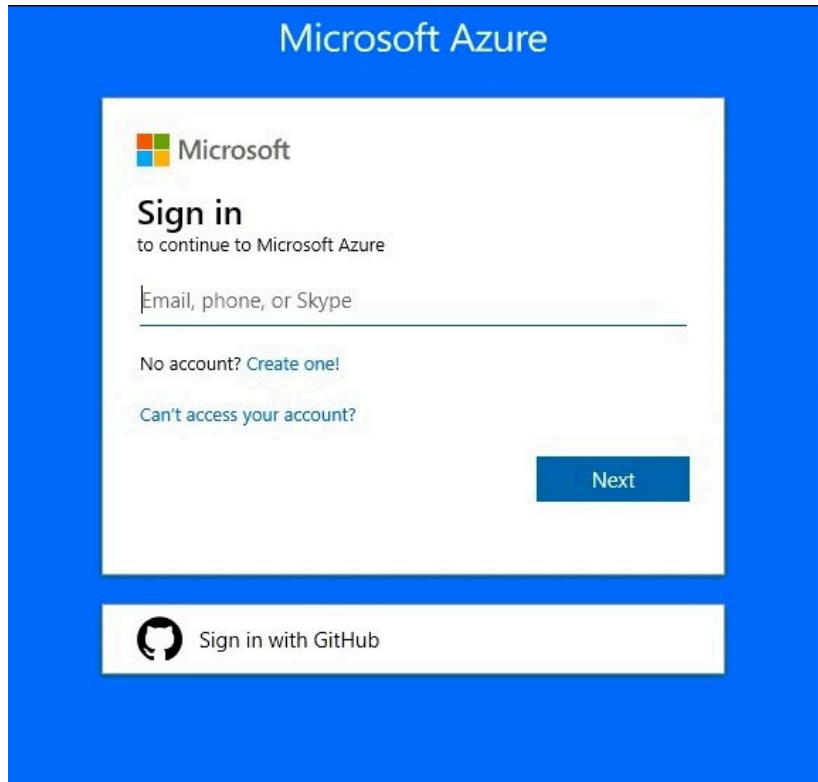 Microsoft Azure
Microsoft
Sign in
to continue to Microsoft Azure
Email, phone, or Skype
No account? Create one!
Can't access your account?
Next
Sign in with GitHub